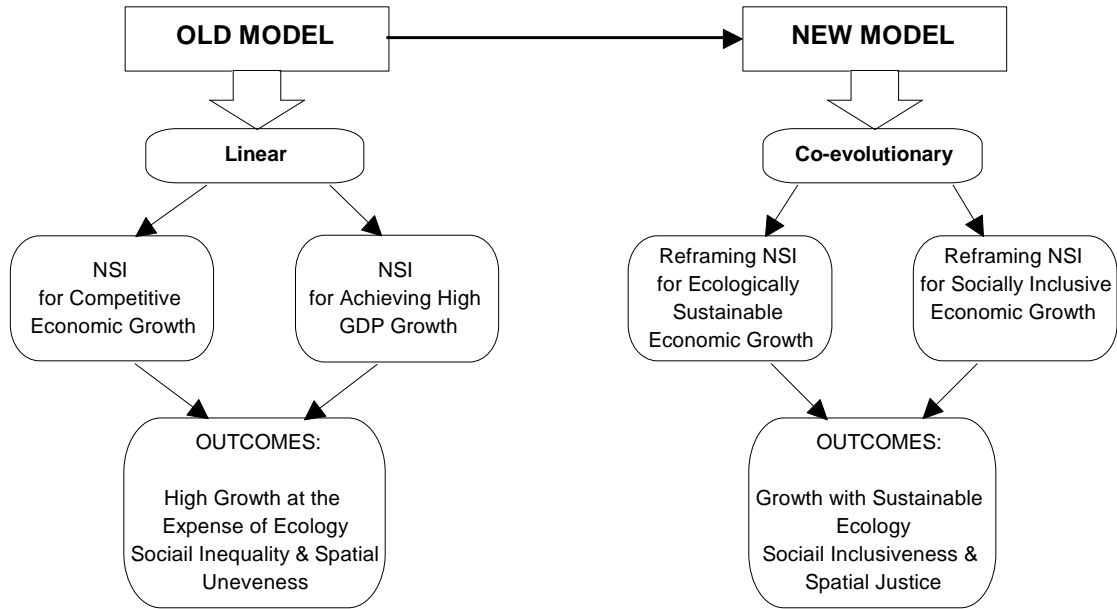 OLD MODEL
NEW MODEL
Linear
Co-evolutionary
NSI
for Competitive
Economic Growth
NSI
for Achieving High
GDP Growth
Reframing NSI
for Ecologically
Sustainable
Economic Growth
Reframing NSI
for Socially Inclusive
Economic Growth
OUTCOMES:
High Growth at the
Expense of Ecology
Sociail Inequality & Spatial
Uneveness
OUTCOMES:
Growth with Sustainable
Ecology
Sociail Inclusiveness &
Spatial Justice